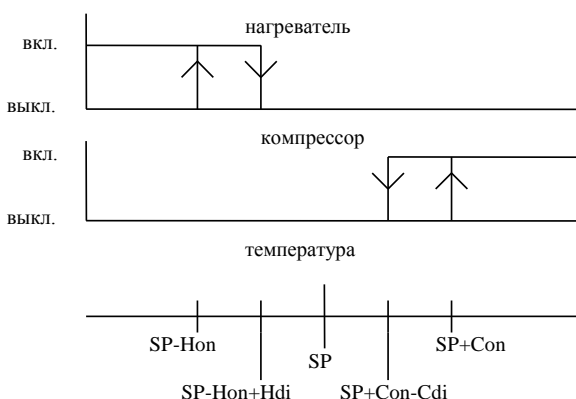 нагреватель
вкл.
выкл.
компрессор
вкл.
выкл.
температура
SP-Hon
SP
SP+Con
SP-Hon+Hdi
SP+Con-Cdi